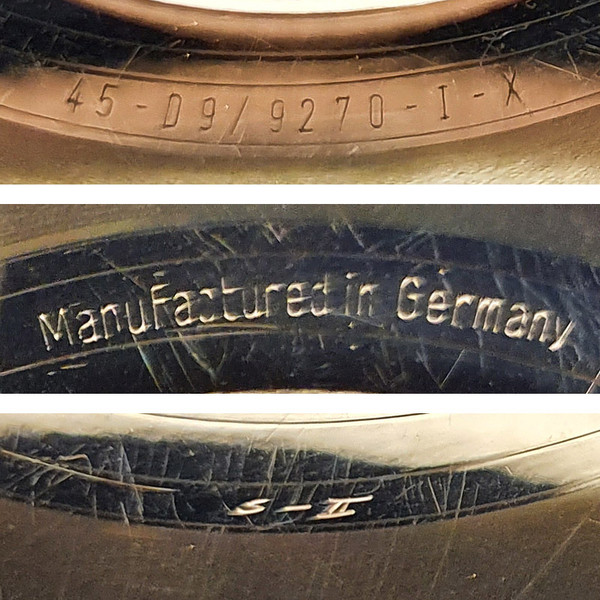 45-D9/9270-I-X
Manufactured in Germany
S-II